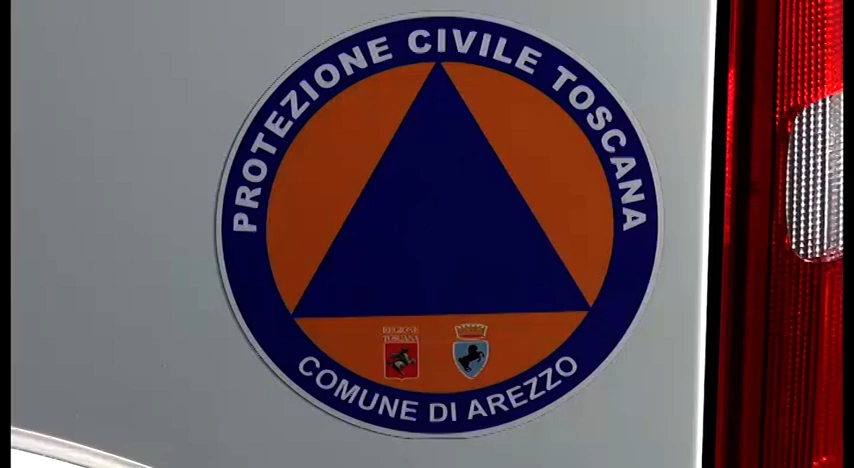 PROTEZIONE CIVILE TOSCANA
REGIONE
TOSCANA
COMUNE DI AREZZO